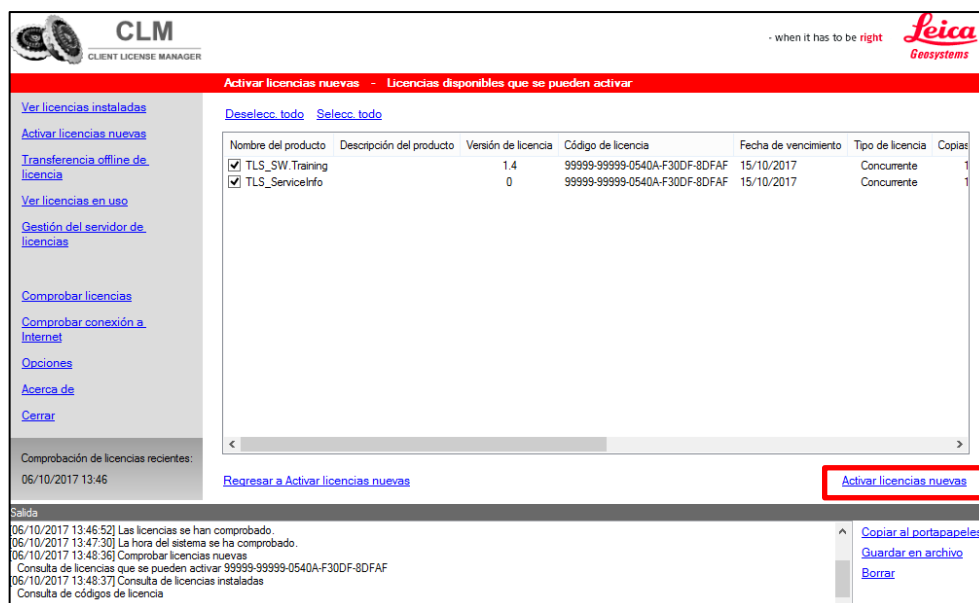 CLM
CLIENT LICENSE MANAGER
- when it has to be right
Leica
Geosystems
Activar licencias nuevas - Licencias disponibles que se pueden activar
Ver licencias instaladas
Activar licencias nuevas
Transferencia offline de
licencia
Ver licencias en uso
Gestión del servidor de
licencias
Comprobar licencias
Comprobar conexión a
Internet
Opciones
Acerca de
Cerrar
Comprobación de licencias recientes:
06/10/2017 13:46
Deselecc. todo Selecc. todo
Nombre del producto Descripción del producto Versión de licencia Código de licencia Fecha de vencimiento Tipo de licencia Copias
TLS_SW.Training 1.4 99999-99999-0540A-F30DF-8DFAF 15/10/2017 Concurrente 1
TLS_ServiceInfo 0 99999-99999-0540A-F30DF-8DFAF 15/10/2017 Concurrente 1
Regresar a Activar licencias nuevas
Activar licencias nuevas
Salida
[06/10/2017 13:46:52] Las licencias se han comprobado.
[06/10/2017 13:47:30] La hora del sistema se ha comprobado.
[06/10/2017 13:48:36] Comprobar licencias nuevas
Consulta de licencias que se pueden activar 99999-99999-0540A-F30DF-8DFAF
[06/10/2017 13:48:37] Consulta de licencias instaladas
Consulta de códigos de licencia
Copiar al portapapeles
Guardar en archivo
Borrar